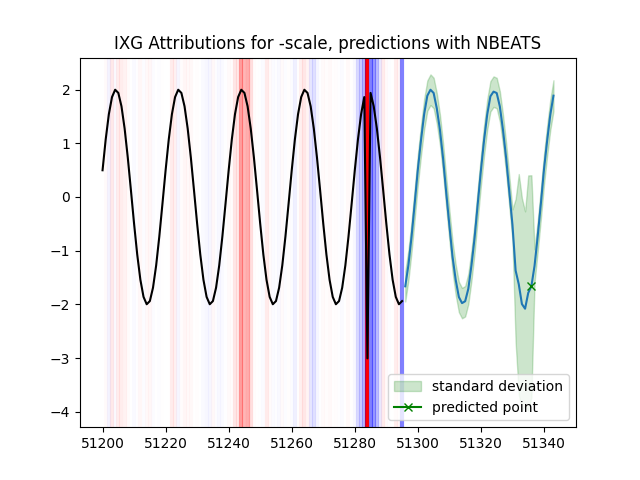 IXG Attributions for -scale, predictions with NBEATS
2
1
0
−1
−2
−3
−4
standard deviation
predicted point
51200 51220 51240 51260 51280 51300 51320 51340